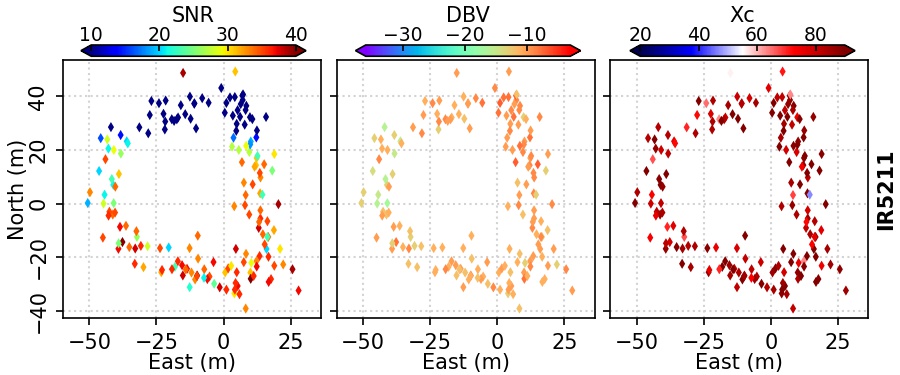 SNR DBV Xc
10 20 30 40 −30 −20 −10 20 40 60 80
40
20
0
−20
−40
North (m)
−50 −25 0 25 −50 −25 0 25 −50 −25 0 25
East (m) East (m) East (m)
IR5211